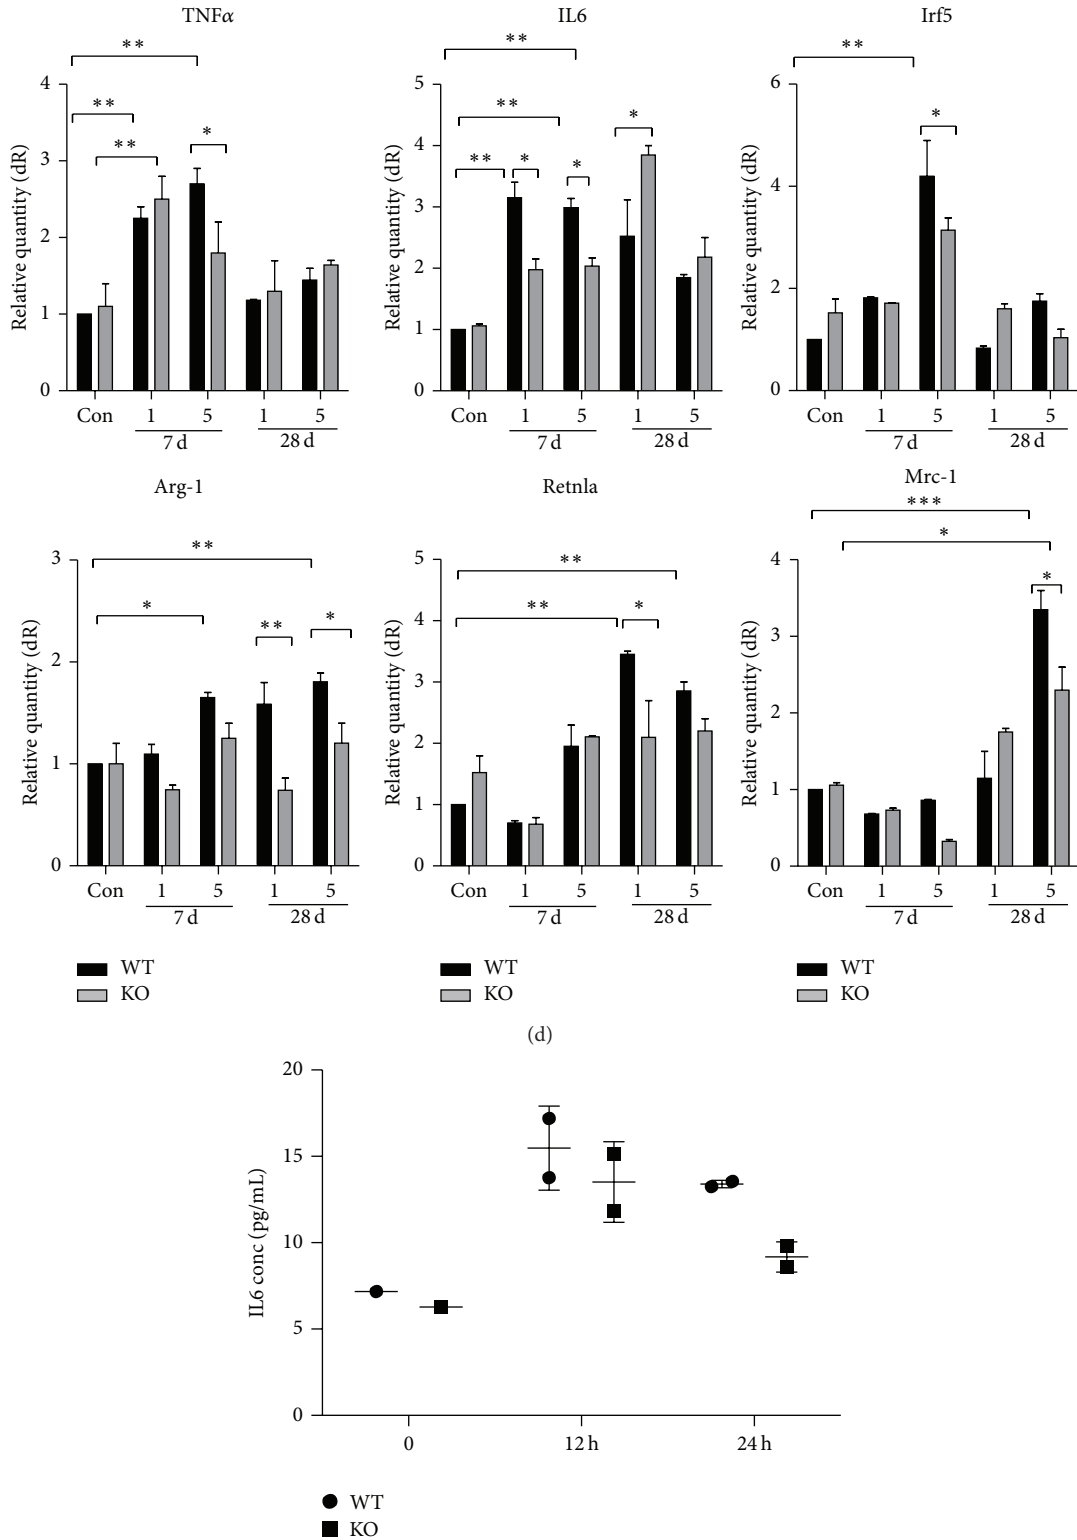 TNFα
Relative quantity (dR)
4
3
2
1
0
** ** ** *
Con 1 5 1 5
7 d 28 d
IL6
Relative quantity (dR)
5
4
3
2
1
0
** ** ** * * *
Con 1 5 1 5
7 d 28 d
Irf5
Relative quantity (dR)
6
4
2
0
** *
Con 1 5 1 5
7 d 28 d
Arg-1
Relative quantity (dR)
3
2
1
0
** * ** *
Con 1 5 1 5
7 d 28 d
WT
KO
Retnla
Relative quantity (dR)
5
4
3
2
1
0
** ** *
Con 1 5 1 5
7 d 28 d
WT
KO
Mrc-1
Relative quantity (dR)
4
3
2
1
0
*** * *
Con 1 5 1 5
7 d 28 d
WT
KO
(d)
IL6 conc (pg/mL)
20
15
10
5
0
0 12 h 24 h
WT
KO